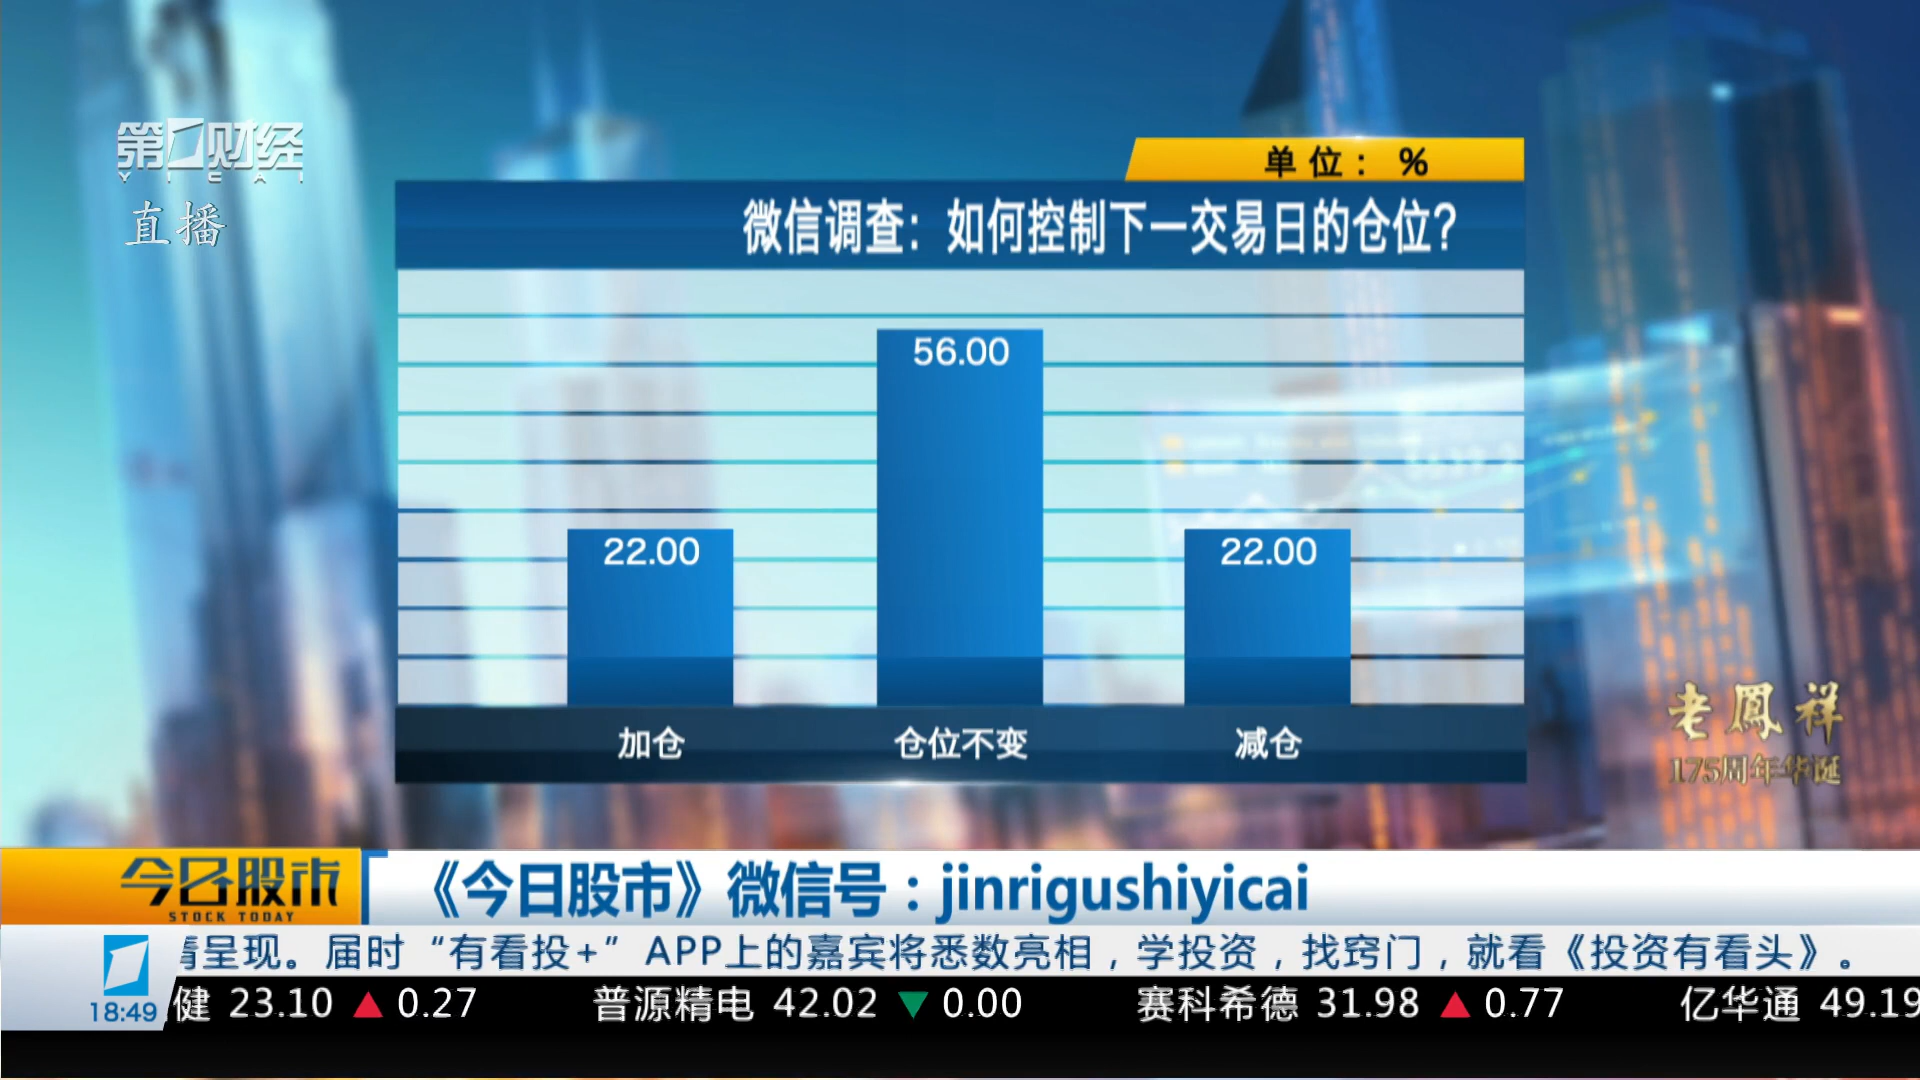 第一财经
YICAI
直播
单位：%
微信调查：如何控制下一交易日的仓位？
56.00
22.00
22.00
加仓
仓位不变
减仓
老鳳祥
175周年华诞
今日股市
STOCK TODAY
《今日股市》微信号：jinrigushiyicai
呈现。届时“有看投+”APP上的嘉宾将悉数亮相，学投资，找窍门，就看《投资有看头》。
18:49
健 23.10 ▲ 0.27 普源精电 42.02 ▼ 0.00 赛科希德 31.98 ▲ 0.77 亿华通 49.19